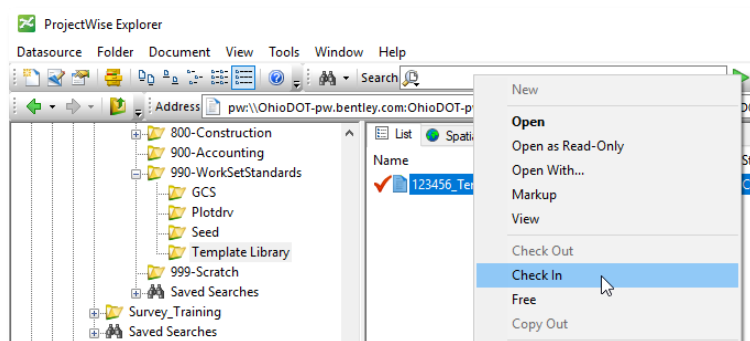 ProjectWise Explorer
Datasource Folder Document View Tools Window Help
Search
Address pw:\\OhioDOT-pw.bentley.com:OhioDOT-p
800-Construction
900-Accounting
990-WorkSetStandards
GCS
Plotdrv
Seed
Template Library
999-Scratch
Saved Searches
Survey_Training
Saved Searches
List Spati
Name
123456_Te
New
Open
Open as Read-Only
Open With...
Markup
View
Check Out
Check In
Free
Copy Out